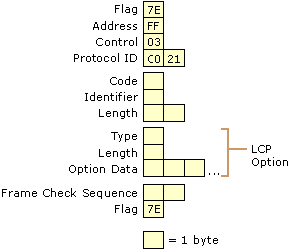 Flag 7E
Address FF
Control 03
Protocol ID C0 21
Code
Identifier
Length
Type
Length
Option Data ...
LCP
Option
Frame Check Sequence
Flag 7E
= 1 byte